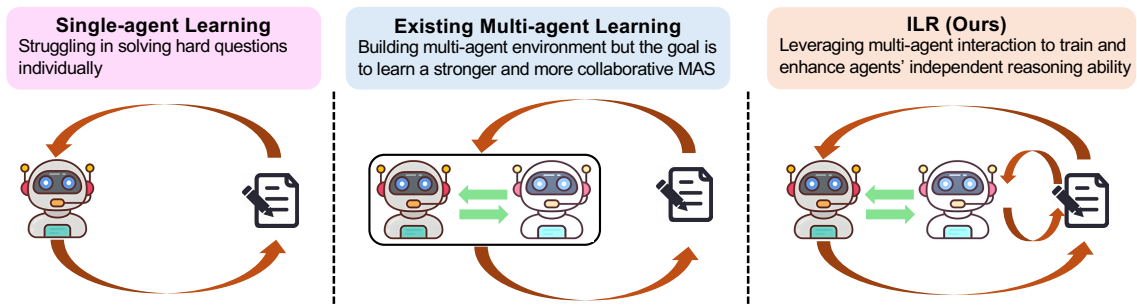 Single-agent Learning
Struggling in solving hard questions
individually
Existing Multi-agent Learning
Building multi-agent environment but the goal is
to learn a stronger and more collaborative MAS
ILR (Ours)
Leveraging multi-agent interaction to train and
enhance agents' independent reasoning ability